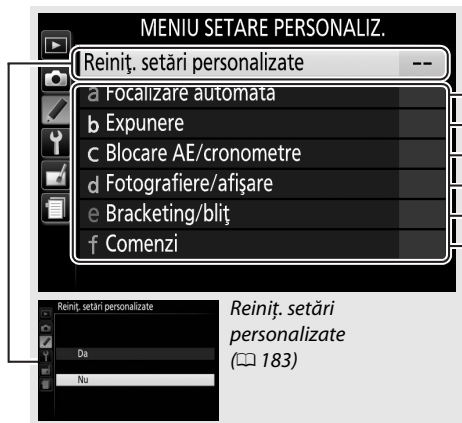 MENIU SETARE PERSONALIZ.
Reiniţ. setări personalizate --
a Focalizare automată
b Expunere
c Blocare AE/cronometre
d Fotografiere/afişare
e Bracketing/bliţ
f Comenzi
Reiniţ. setări personalizate
Da
Nu
Reiniţ. setări
personalizate
(📖 183)